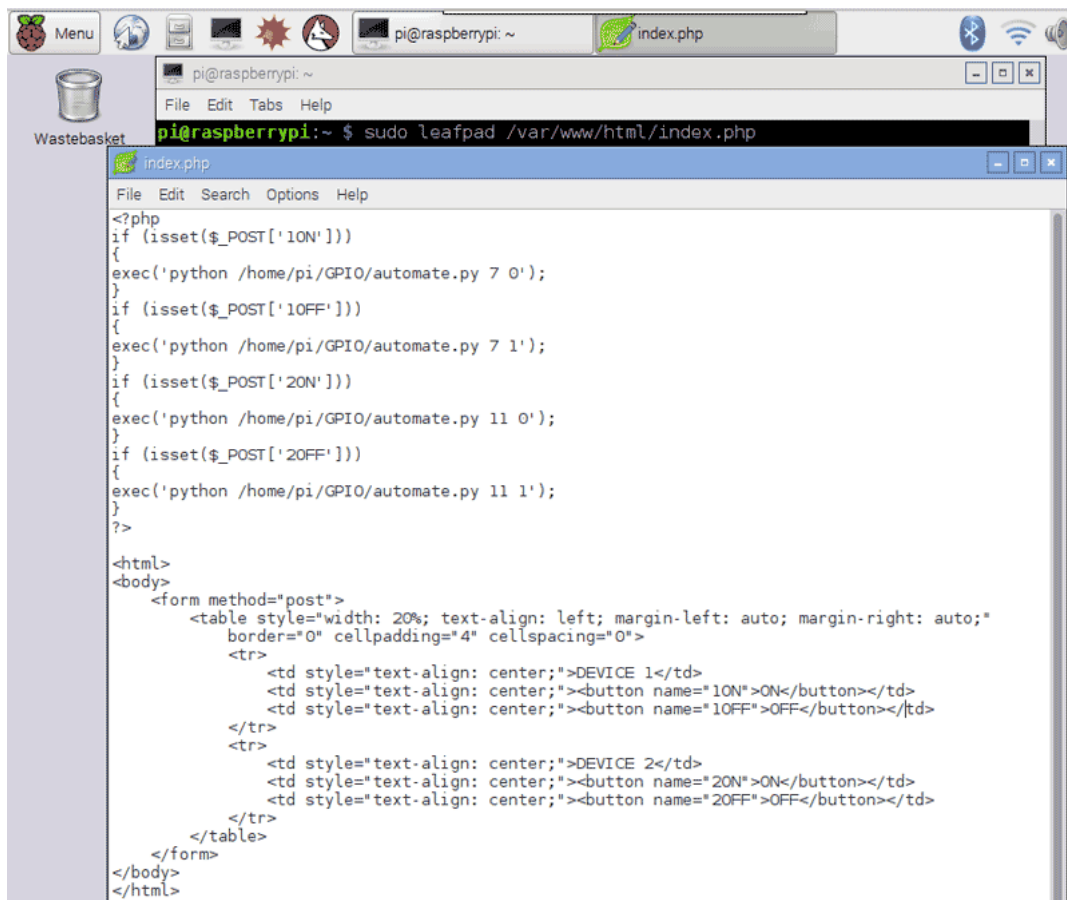 Menu pi@raspberrypi: ~ index.php
Wastebasket
pi@raspberrypi: ~
File Edit Tabs Help
pi@raspberrypi:~ $ sudo leafpad /var/www/html/index.php
index.php
File Edit Search Options Help
<?php
if (isset($_POST['1ON']))
{
exec('python /home/pi/GPIO/automate.py 7 0');
}
if (isset($_POST['1OFF']))
{
exec('python /home/pi/GPIO/automate.py 7 1');
}
if (isset($_POST['2ON']))
{
exec('python /home/pi/GPIO/automate.py 11 0');
}
if (isset($_POST['2OFF']))
{
exec('python /home/pi/GPIO/automate.py 11 1');
}
?>
<html>
<body>
<form method="post">
<table style="width: 20%; text-align: left; margin-left: auto; margin-right: auto;"
border="0" cellpadding="4" cellspacing="0">
<tr>
<td style="text-align: center;">DEVICE 1</td>
<td style="text-align: center;"><button name="1ON">ON</button></td>
<td style="text-align: center;"><button name="1OFF">OFF</button></td>
</tr>
<tr>
<td style="text-align: center;">DEVICE 2</td>
<td style="text-align: center;"><button name="2ON">ON</button></td>
<td style="text-align: center;"><button name="2OFF">OFF</button></td>
</tr>
</table>
</form>
</body>
</html>